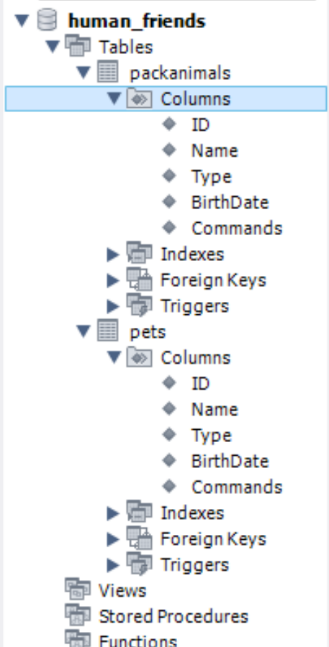 human_friends
Tables
packanimals
Columns
ID
Name
Type
BirthDate
Commands
Indexes
Foreign Keys
Triggers
pets
Columns
ID
Name
Type
BirthDate
Commands
Indexes
Foreign Keys
Triggers
Views
Stored Procedures
Functions